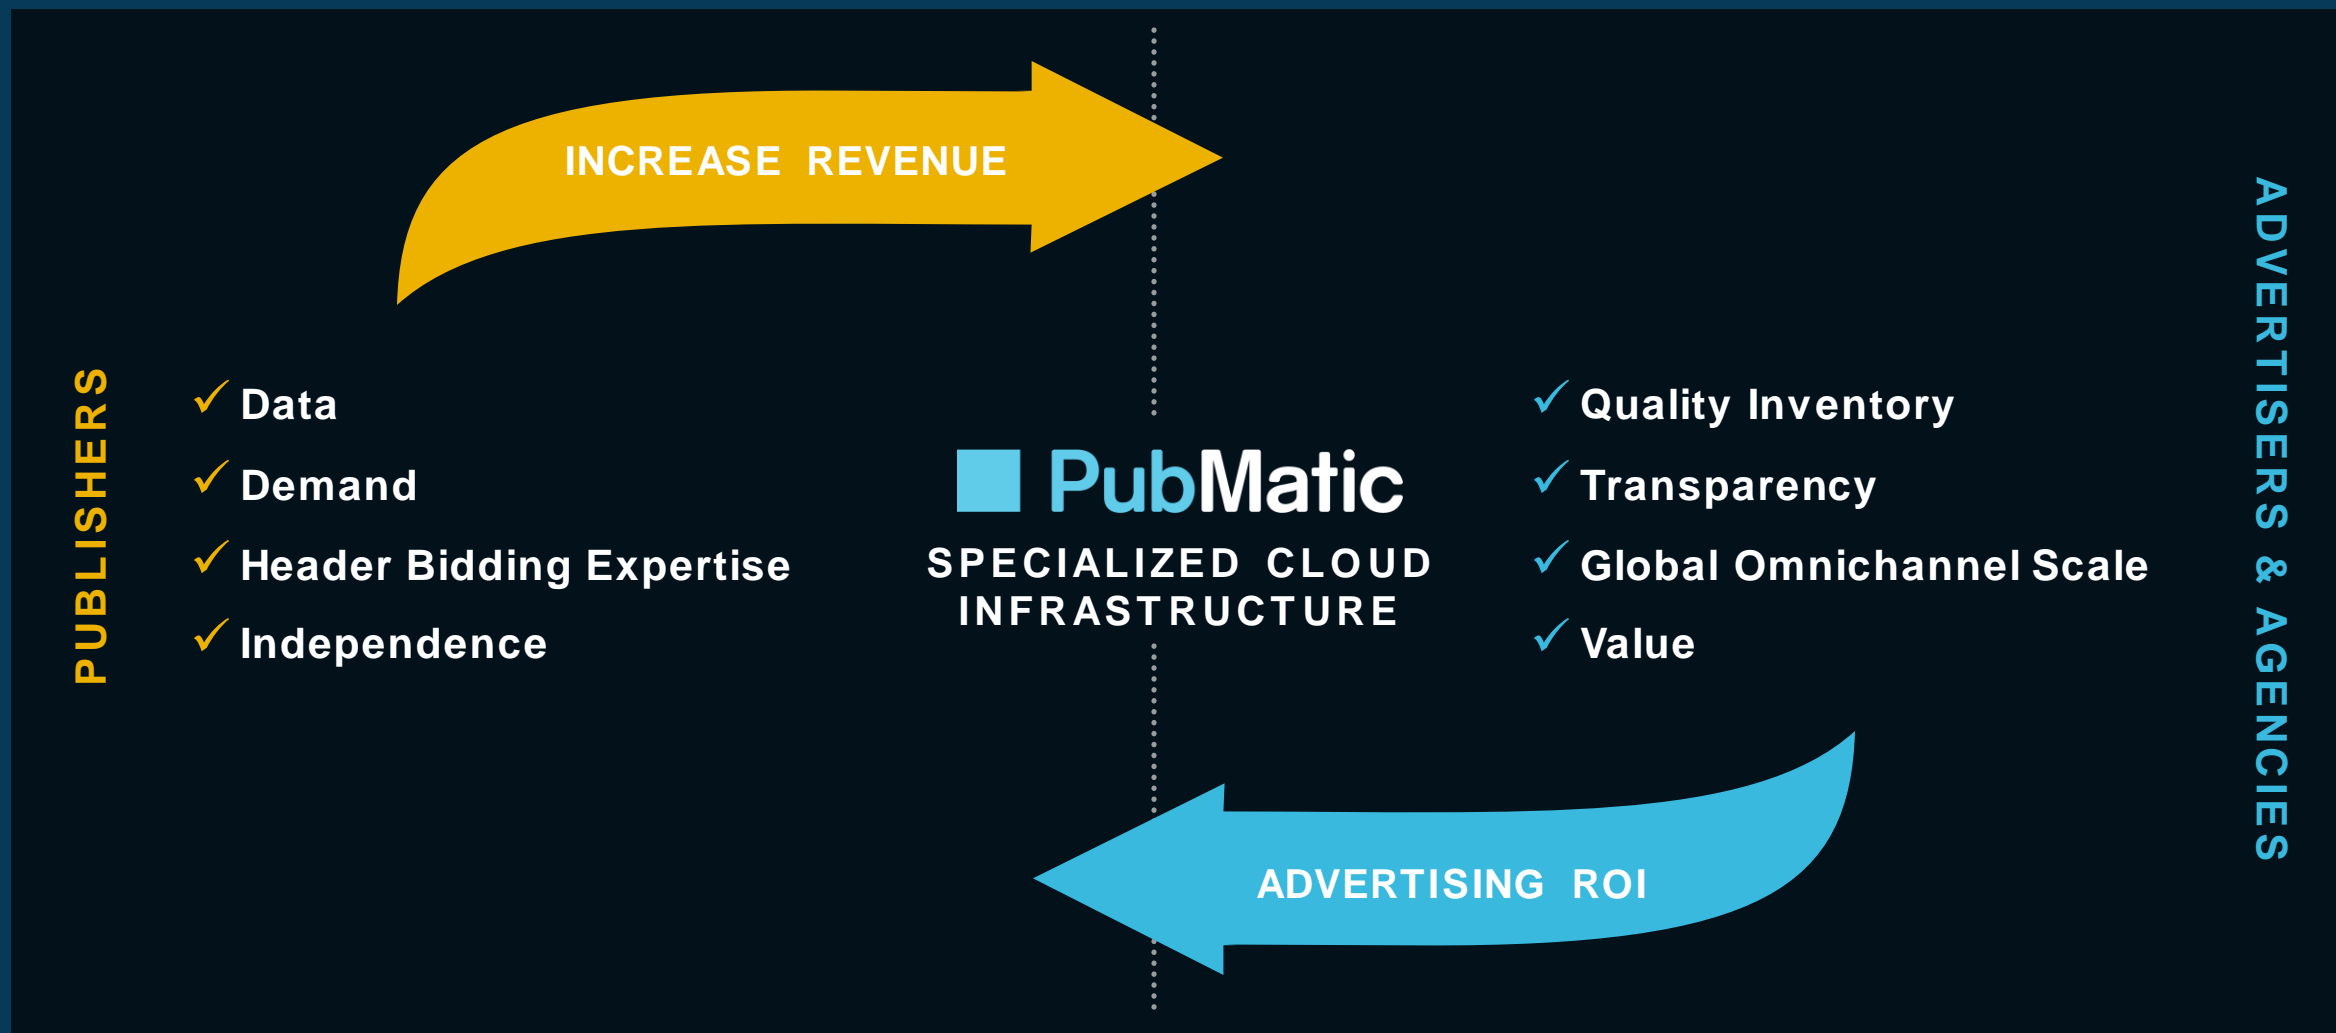 INCREASE REVENUE
PUBLISHERS
Data
Demand
Header Bidding Expertise
Independence
PubMatic
SPECIALIZED CLOUD
INFRASTRUCTURE
Quality Inventory
Transparency
Global Omnichannel Scale
Value
ADVERTISERS & AGENCIES
ADVERTISING ROI